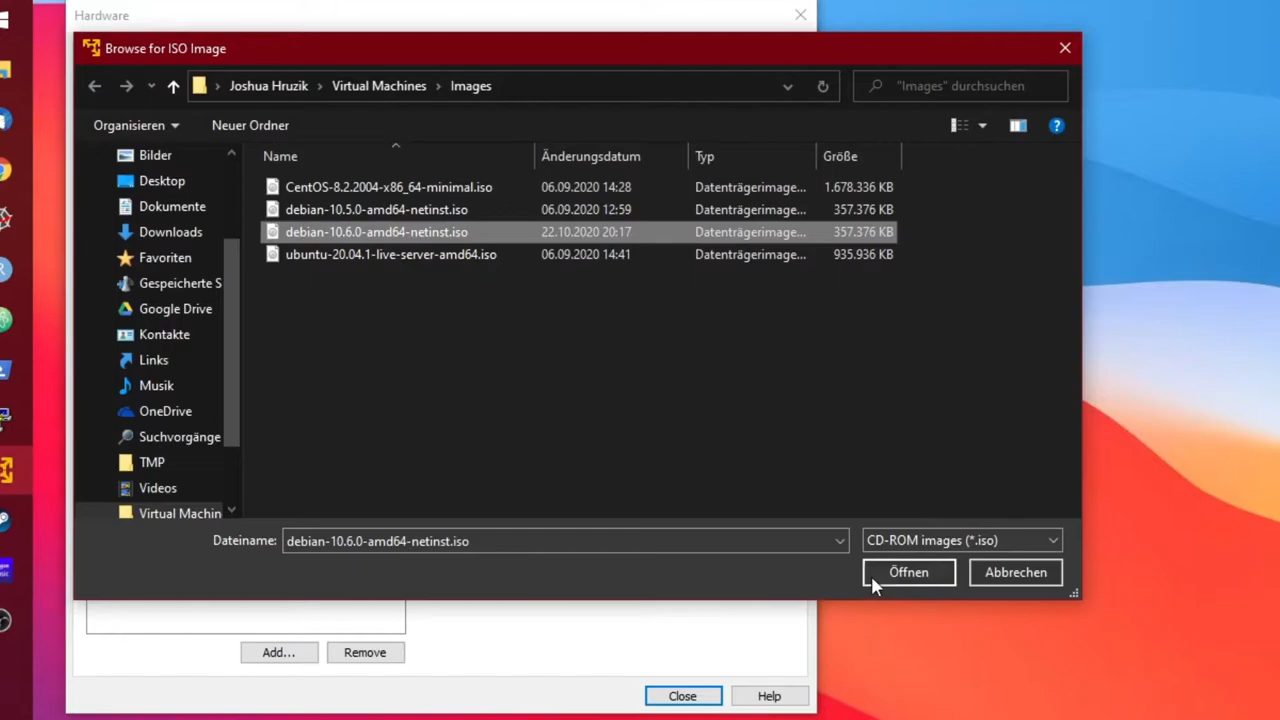 Hardware
Browse for ISO Image
Joshua Hruzik > Virtual Machines > Images
"Images" durchsuchen
Organisieren
Neuer Ordner
Bilder
Desktop
Dokumente
Downloads
Favoriten
Gespeicherte S
Google Drive
Kontakte
Links
Musik
OneDrive
Suchvorgänge
TMP
Videos
Virtual Machin
Name Änderungsdatum Typ Größe
CentOS-8.2.2004-x86_64-minimal.iso 06.09.2020 14:28 Datenträgerimage... 1.678.336 KB
debian-10.5.0-amd64-netinst.iso 06.09.2020 12:59 Datenträgerimage... 357.376 KB
debian-10.6.0-amd64-netinst.iso 22.10.2020 20:17 Datenträgerimage... 357.376 KB
ubuntu-20.04.1-live-server-amd64.iso 06.09.2020 14:41 Datenträgerimage... 935.936 KB
Dateiname: debian-10.6.0-amd64-netinst.iso CD-ROM images (*.iso)
Öffnen Abbrechen
Add... Remove
Close Help